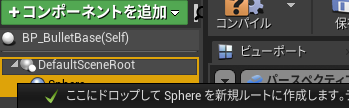 +コンポーネントを追加
コンパイル
BP_BulletBase(Self)
ビューポート
DefaultSceneRoot
Sphere
パースペクティブ
ここにドロップして Sphere を新規ルートに作成します。